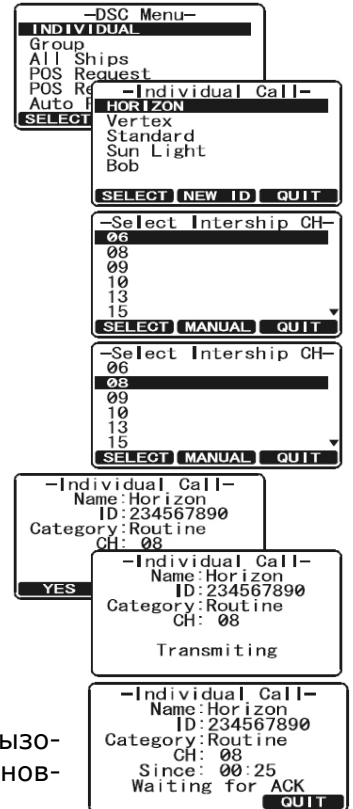 —DSC Menu—
INDIVIDUAL
Group
All Ships
POS Request
POS Re
Auto
SELECT
—Individual Call—
HORIZON
Vertex
Standard
Sun Light
Bob
SELECT NEW ID QUIT
—Select Intership CH—
06
08
09
10
13
15
SELECT MANUAL QUIT
—Select Intership CH—
06
08
09
10
13
15
SELECT MANUAL QUIT
—Individual Call—
Name:Horizon
ID:234567890
Category:Routine
CH: 08
YES
—Individual Call—
Name:Horizon
ID:234567890
Category:Routine
CH: 08
Transmiting
—Individual Call—
Name:Horizon
ID:234567890
Category:Routine
CH: 08
Since: 00:25
Waiting for ACK
QUIT
ызо-
нов-